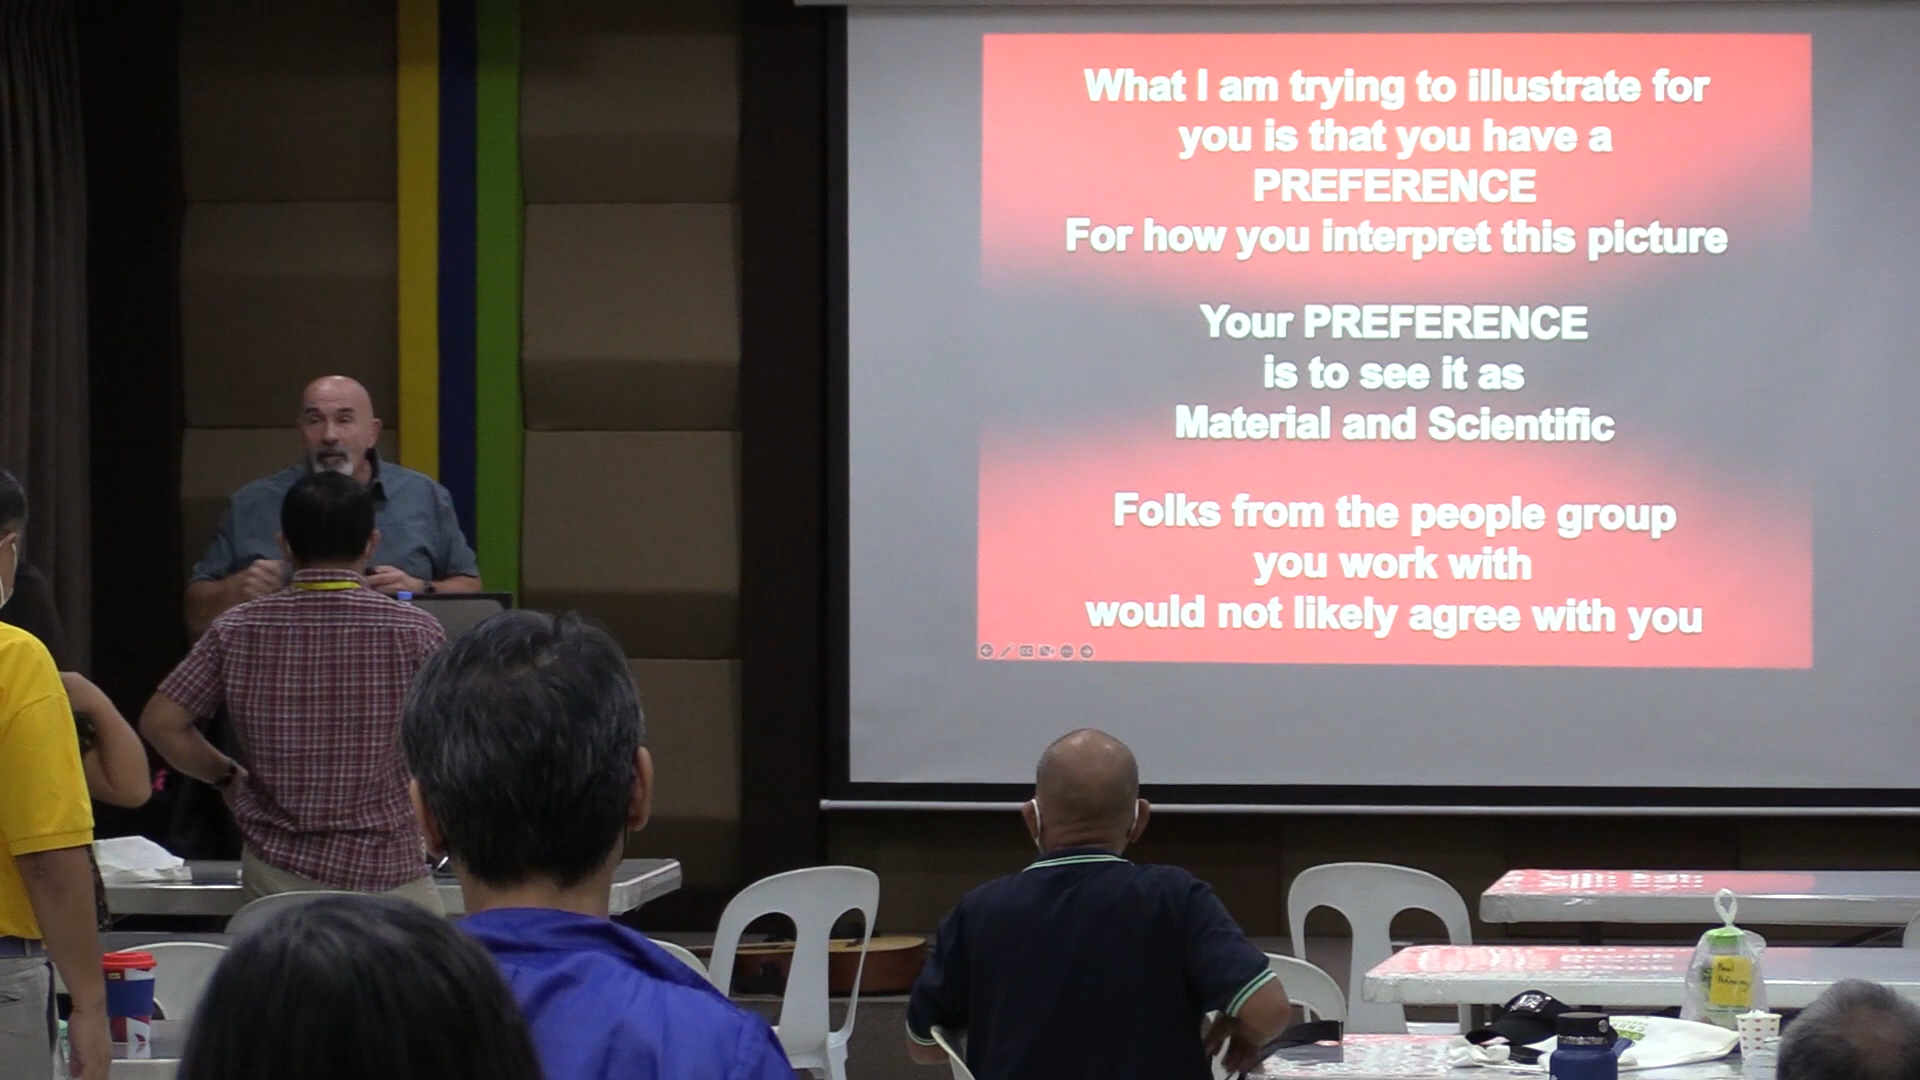 What I am trying to illustrate for
you is that you have a
PREFERENCE
For how you interpret this picture
Your PREFERENCE
is to see it as
Material and Scientific
Folks from the people group
you work with
would not likely agree with you